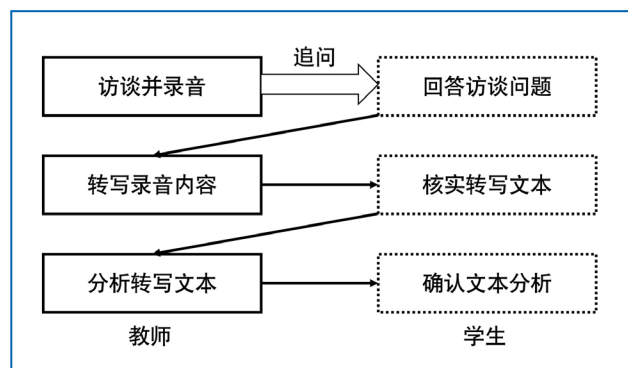 追问
访谈并录音
回答访谈问题
转写录音内容
核实转写文本
分析转写文本
确认文本分析
教师
学生